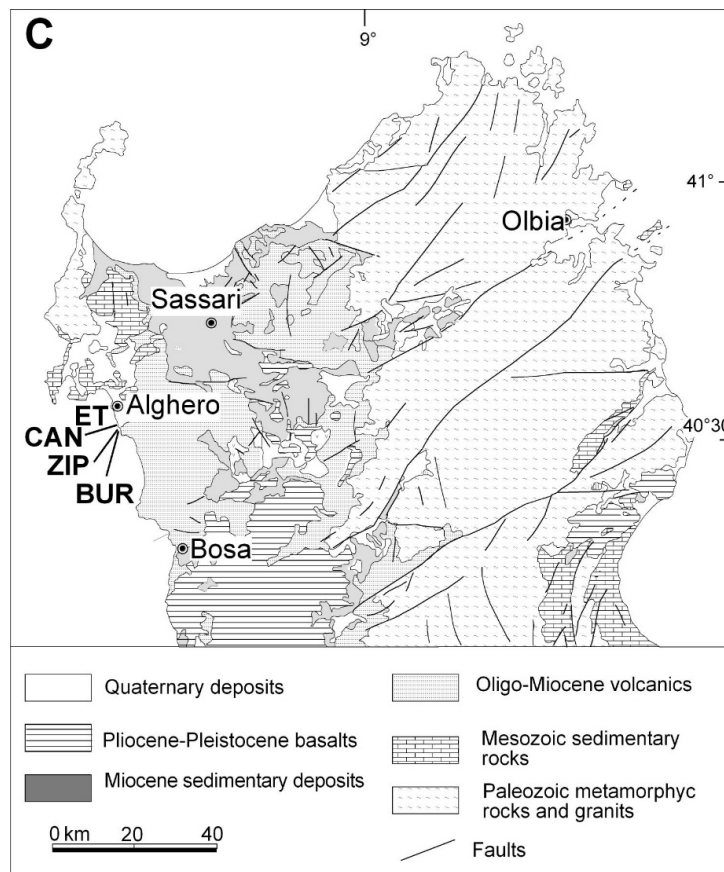 C
9°
41°
Olbia
Sassari
ET
Alghero
CAN
40°30
ZIP
BUR
Bosa
Quaternary deposits
Oligo-Miocene volcanics
Pliocene-Pleistocene basalts
Mesozoic sedimentary
rocks
Miocene sedimentary deposits
Paleozoic metamorphyc
rocks and granits
0 km 20 40
Faults